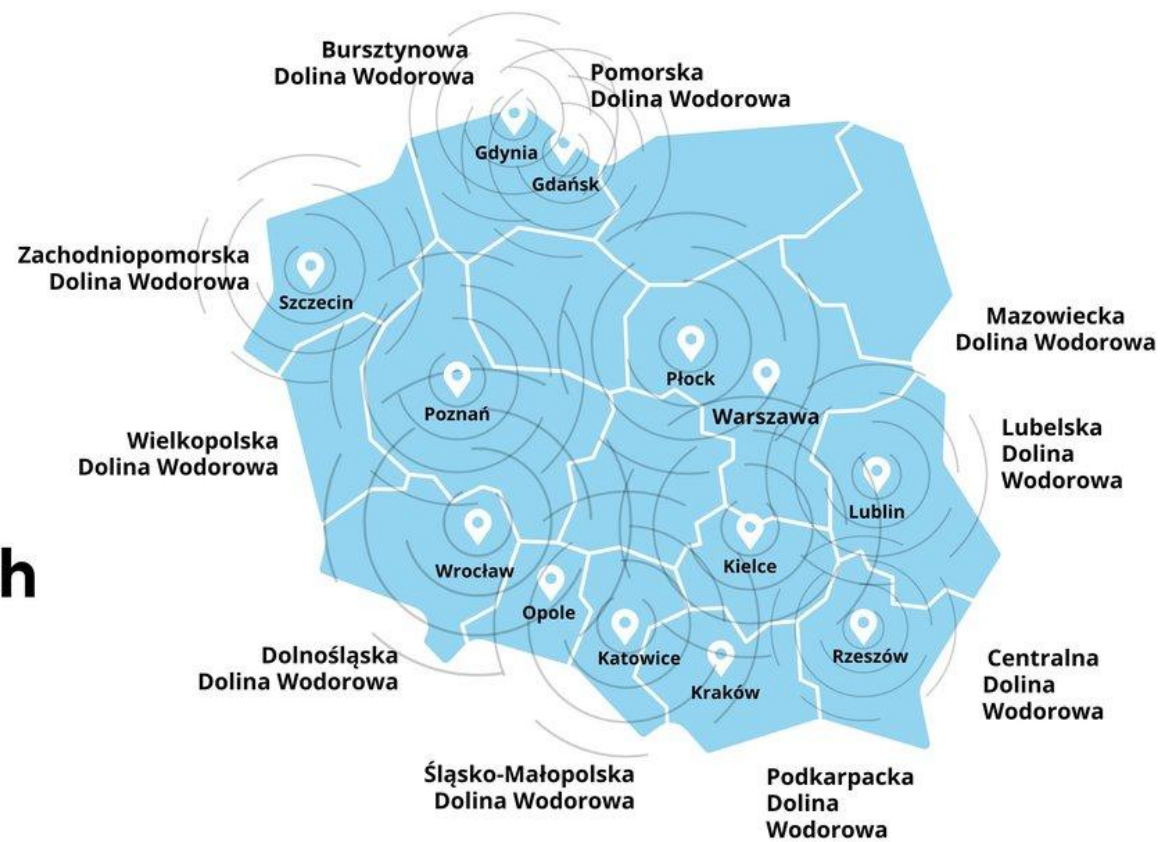 Bursztynowa
Dolina Wodorowa
Pomorska
Dolina Wodorowa
Gdynia
Gdańsk
Zachodniopomorska
Dolina Wodorowa
Szczecin
Mazowiecka
Dolina Wodorowa
Płock
Poznań
Warszawa
Wielkopolska
Dolina Wodorowa
Lubelska
Dolina
Wodorowa
Lublin
h
Wrocław
Kielce
Opole
Katowice
Rzeszów
Kraków
Dolnośląska
Dolina Wodorowa
Centralna
Dolina
Wodorowa
Śląsko-Małopolska
Dolina Wodorowa
Podkarpacka
Dolina
Wodorowa